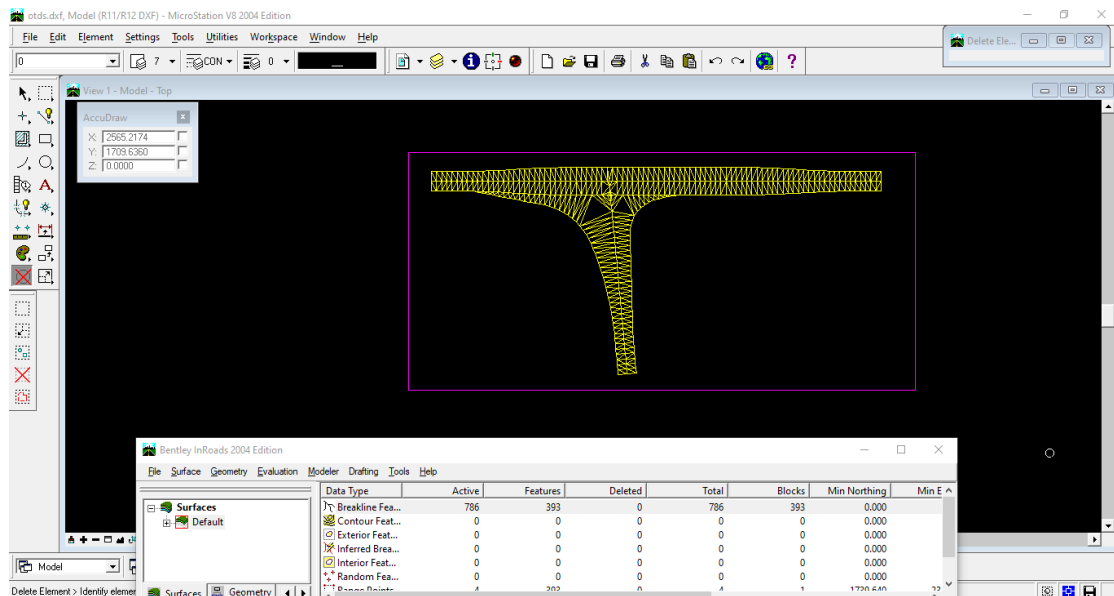 otds.dxf, Model (R11/R12 DXF) - MicroStation V8 2004 Edition
File Edit Element Settings Tools Utilities Workspace Window Help
Delete Ele...
0 7 CON 0
View 1 - Model - Top
AccuDraw
X: 2565.2174
Y: 1709.6360
Z: 0.0000
Bentley InRoads 2004 Edition
File Surface Geometry Evaluation Modeler Drafting Tools Help
Surfaces
Default
Data Type Active Features Deleted Total Blocks Min Northing Min E
Breakline Fea... 786 393 0 786 393 0.000
Contour Feat... 0 0 0 0 0 0.000
Exterior Feat... 0 0 0 0 0 0.000
Inferred Brea... 0 0 0 0 0 0.000
Interior Feat... 0 0 0 0 0 0.000
Random Fea... 0 0 0 0 0 0.000
Model
Surfaces Geometry
Delete Element > Identify elemen